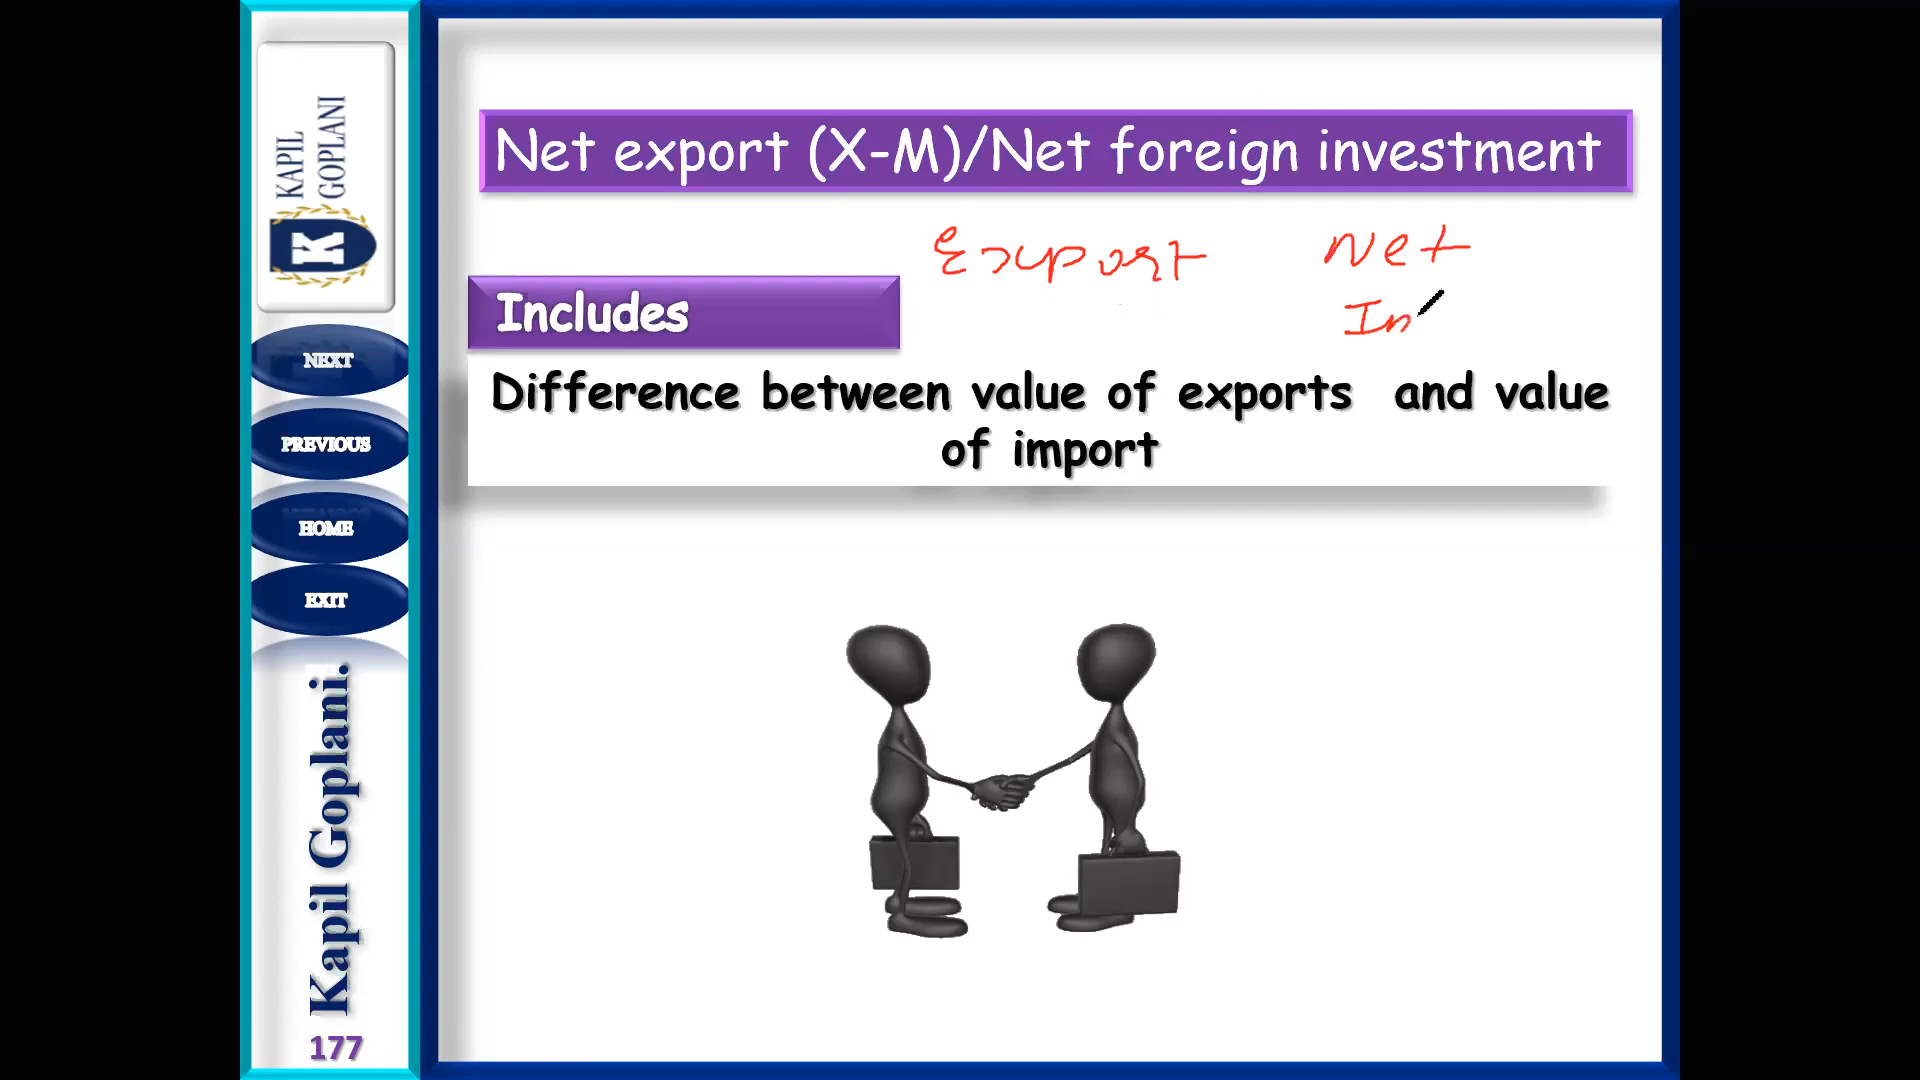 KAPIL
GOPLANI
K
NEXT
PREVIOUS
HOME
EXIT
Kapil Goplani.
177
Net export (X-M)/Net foreign investment
Export Net
Im
Includes
Difference between value of exports and value
of import